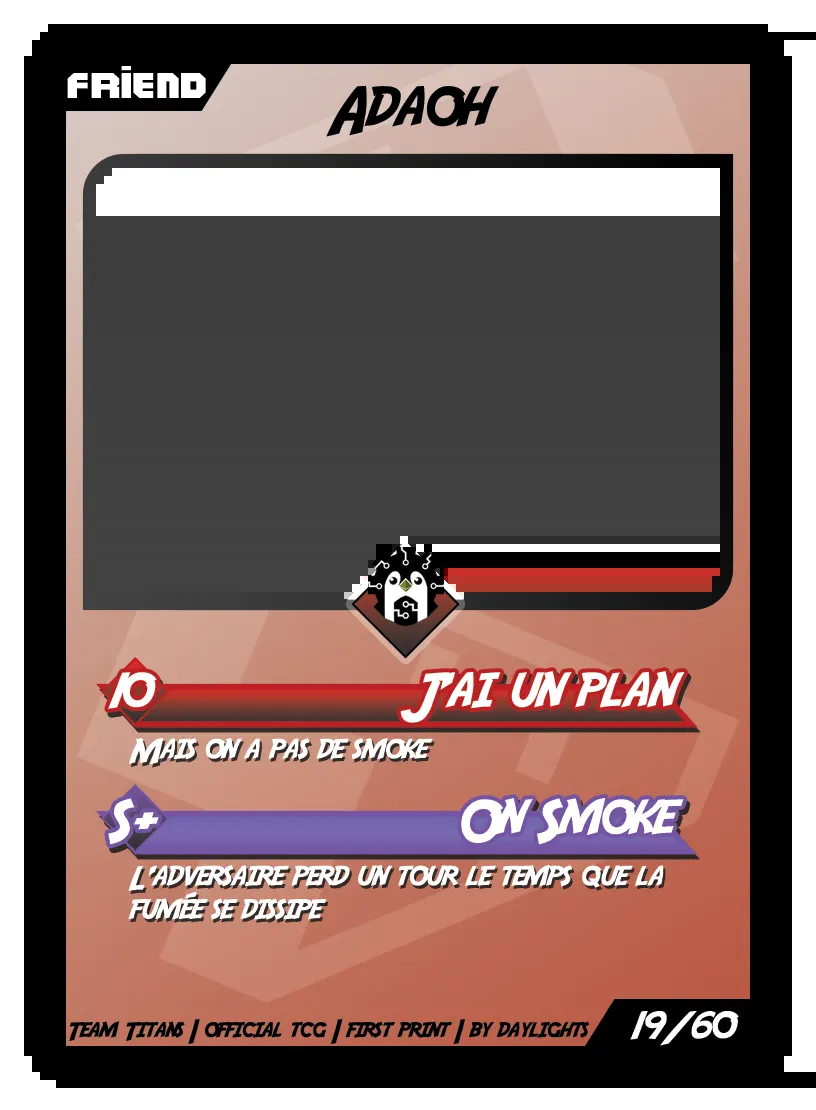 FRiEND
ADAOH
10 J'AI UN PLAN
MAIS ON A PAS DE SMOKE
S+ ON SMOKE
L'ADVERSAIRE PERD UN TOUR LE TEMPS QUE LA
FUMÉE SE DISSIPE
TEAM TITANS | OFFICIAL TCG | FIRST PRINT | BY DAYLIGHTS
19/60